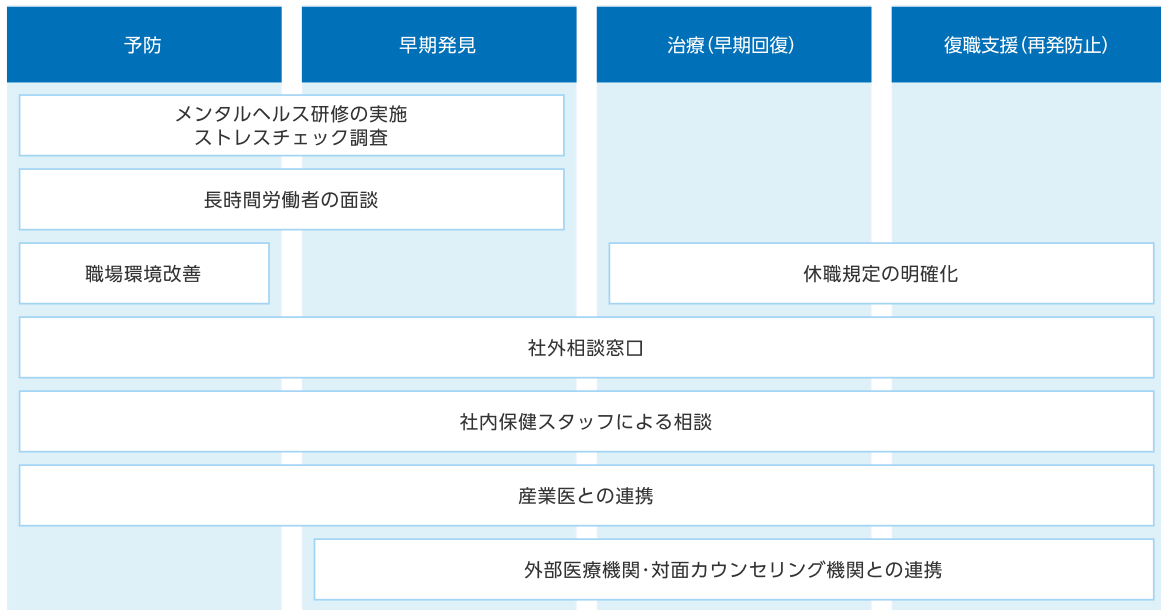 予防
早期発見
治療(早期回復)
復職支援(再発防止)
メンタルヘルス研修の実施
ストレスチェック調査
長時間労働者の面談
職場環境改善
休職規定の明確化
社外相談窓口
社内保健スタッフによる相談
産業医との連携
外部医療機関・対面カウンセリング機関との連携